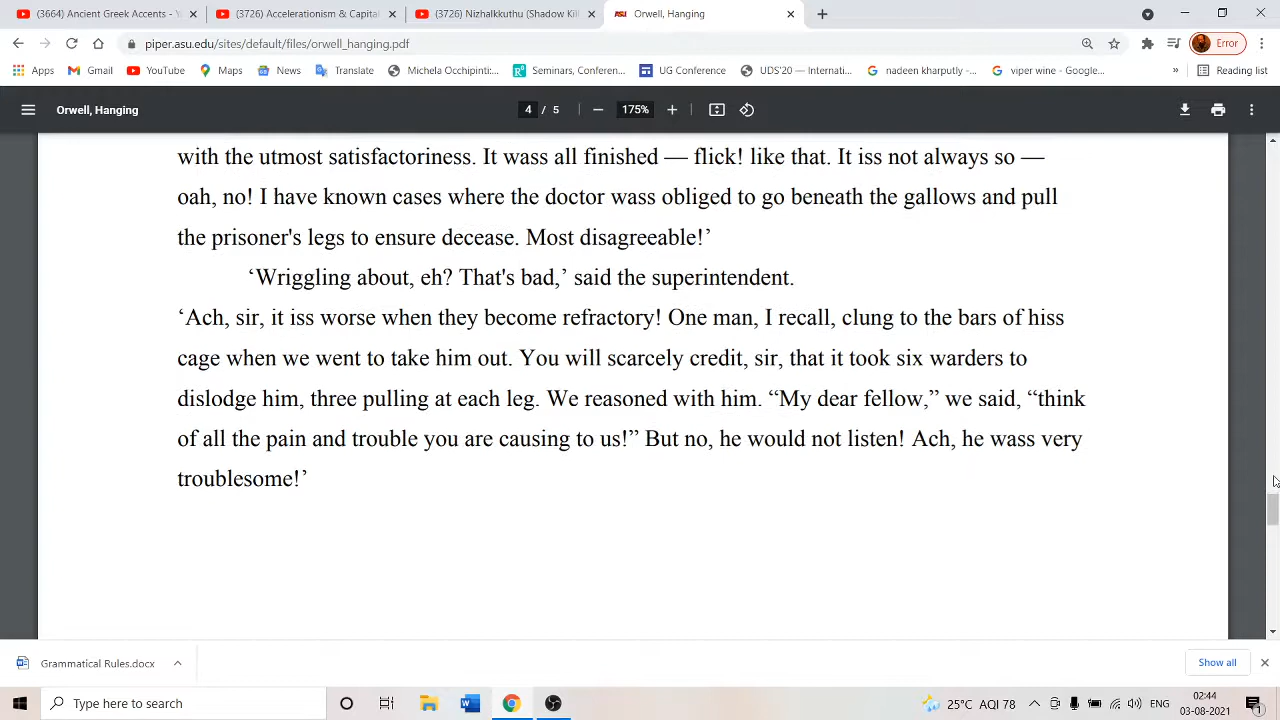 (3664) Ancient Greek Accents - Y
(3726) Accelerationism & Capital
(3726) Nizhalkkuthu (Shadow Kil
ASU Orwell, Hanging
piper.asu.edu/sites/default/files/orwell_hanging.pdf
Error
Apps Gmail YouTube Maps News Translate Michela Occhipinti:... Seminars, Conferen... UG Conference UDS'20 — Internati... nadeen kharputly -... viper wine - Google... » Reading list
Orwell, Hanging 4 / 5 175%
with the utmost satisfactoriness. It wass all finished — flick! like that. It iss not always so —
oah, no! I have known cases where the doctor wass obliged to go beneath the gallows and pull
the prisoner's legs to ensure decease. Most disagreeable!’
‘Wriggling about, eh? That's bad,’ said the superintendent.
‘Ach, sir, it iss worse when they become refractory! One man, I recall, clung to the bars of hiss
cage when we went to take him out. You will scarcely credit, sir, that it took six warders to
dislodge him, three pulling at each leg. We reasoned with him. “My dear fellow,” we said, “think
of all the pain and trouble you are causing to us!” But no, he would not listen! Ach, he wass very
troublesome!’
Grammatical Rules.docx
Show all
Type here to search
25°C AQI 78
ENG
02:44
03-08-2021
1